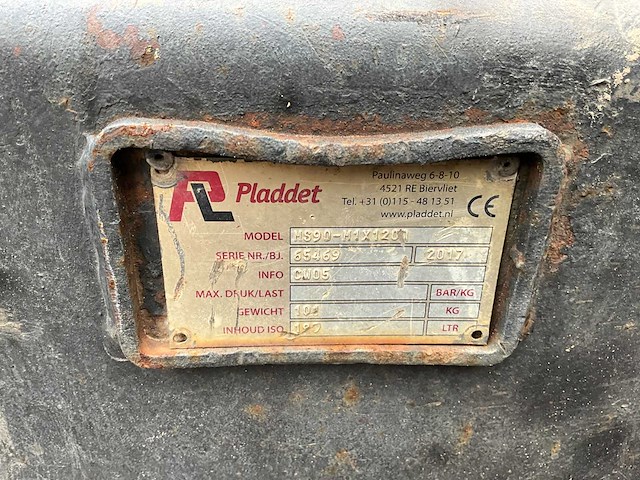 Paulinaweg 6-8-10
4521 RE Biervliet
Tel. +31 (0)115 - 48 13 51
www.pladdet.nl
CE
PL Pladdet
MODEL
SERIE NR./BJ. 65469 2017
INFO CW05
MAX. DRUK/LAST BAR/KG
GEWICHT KG
INHOUD ISO LTR